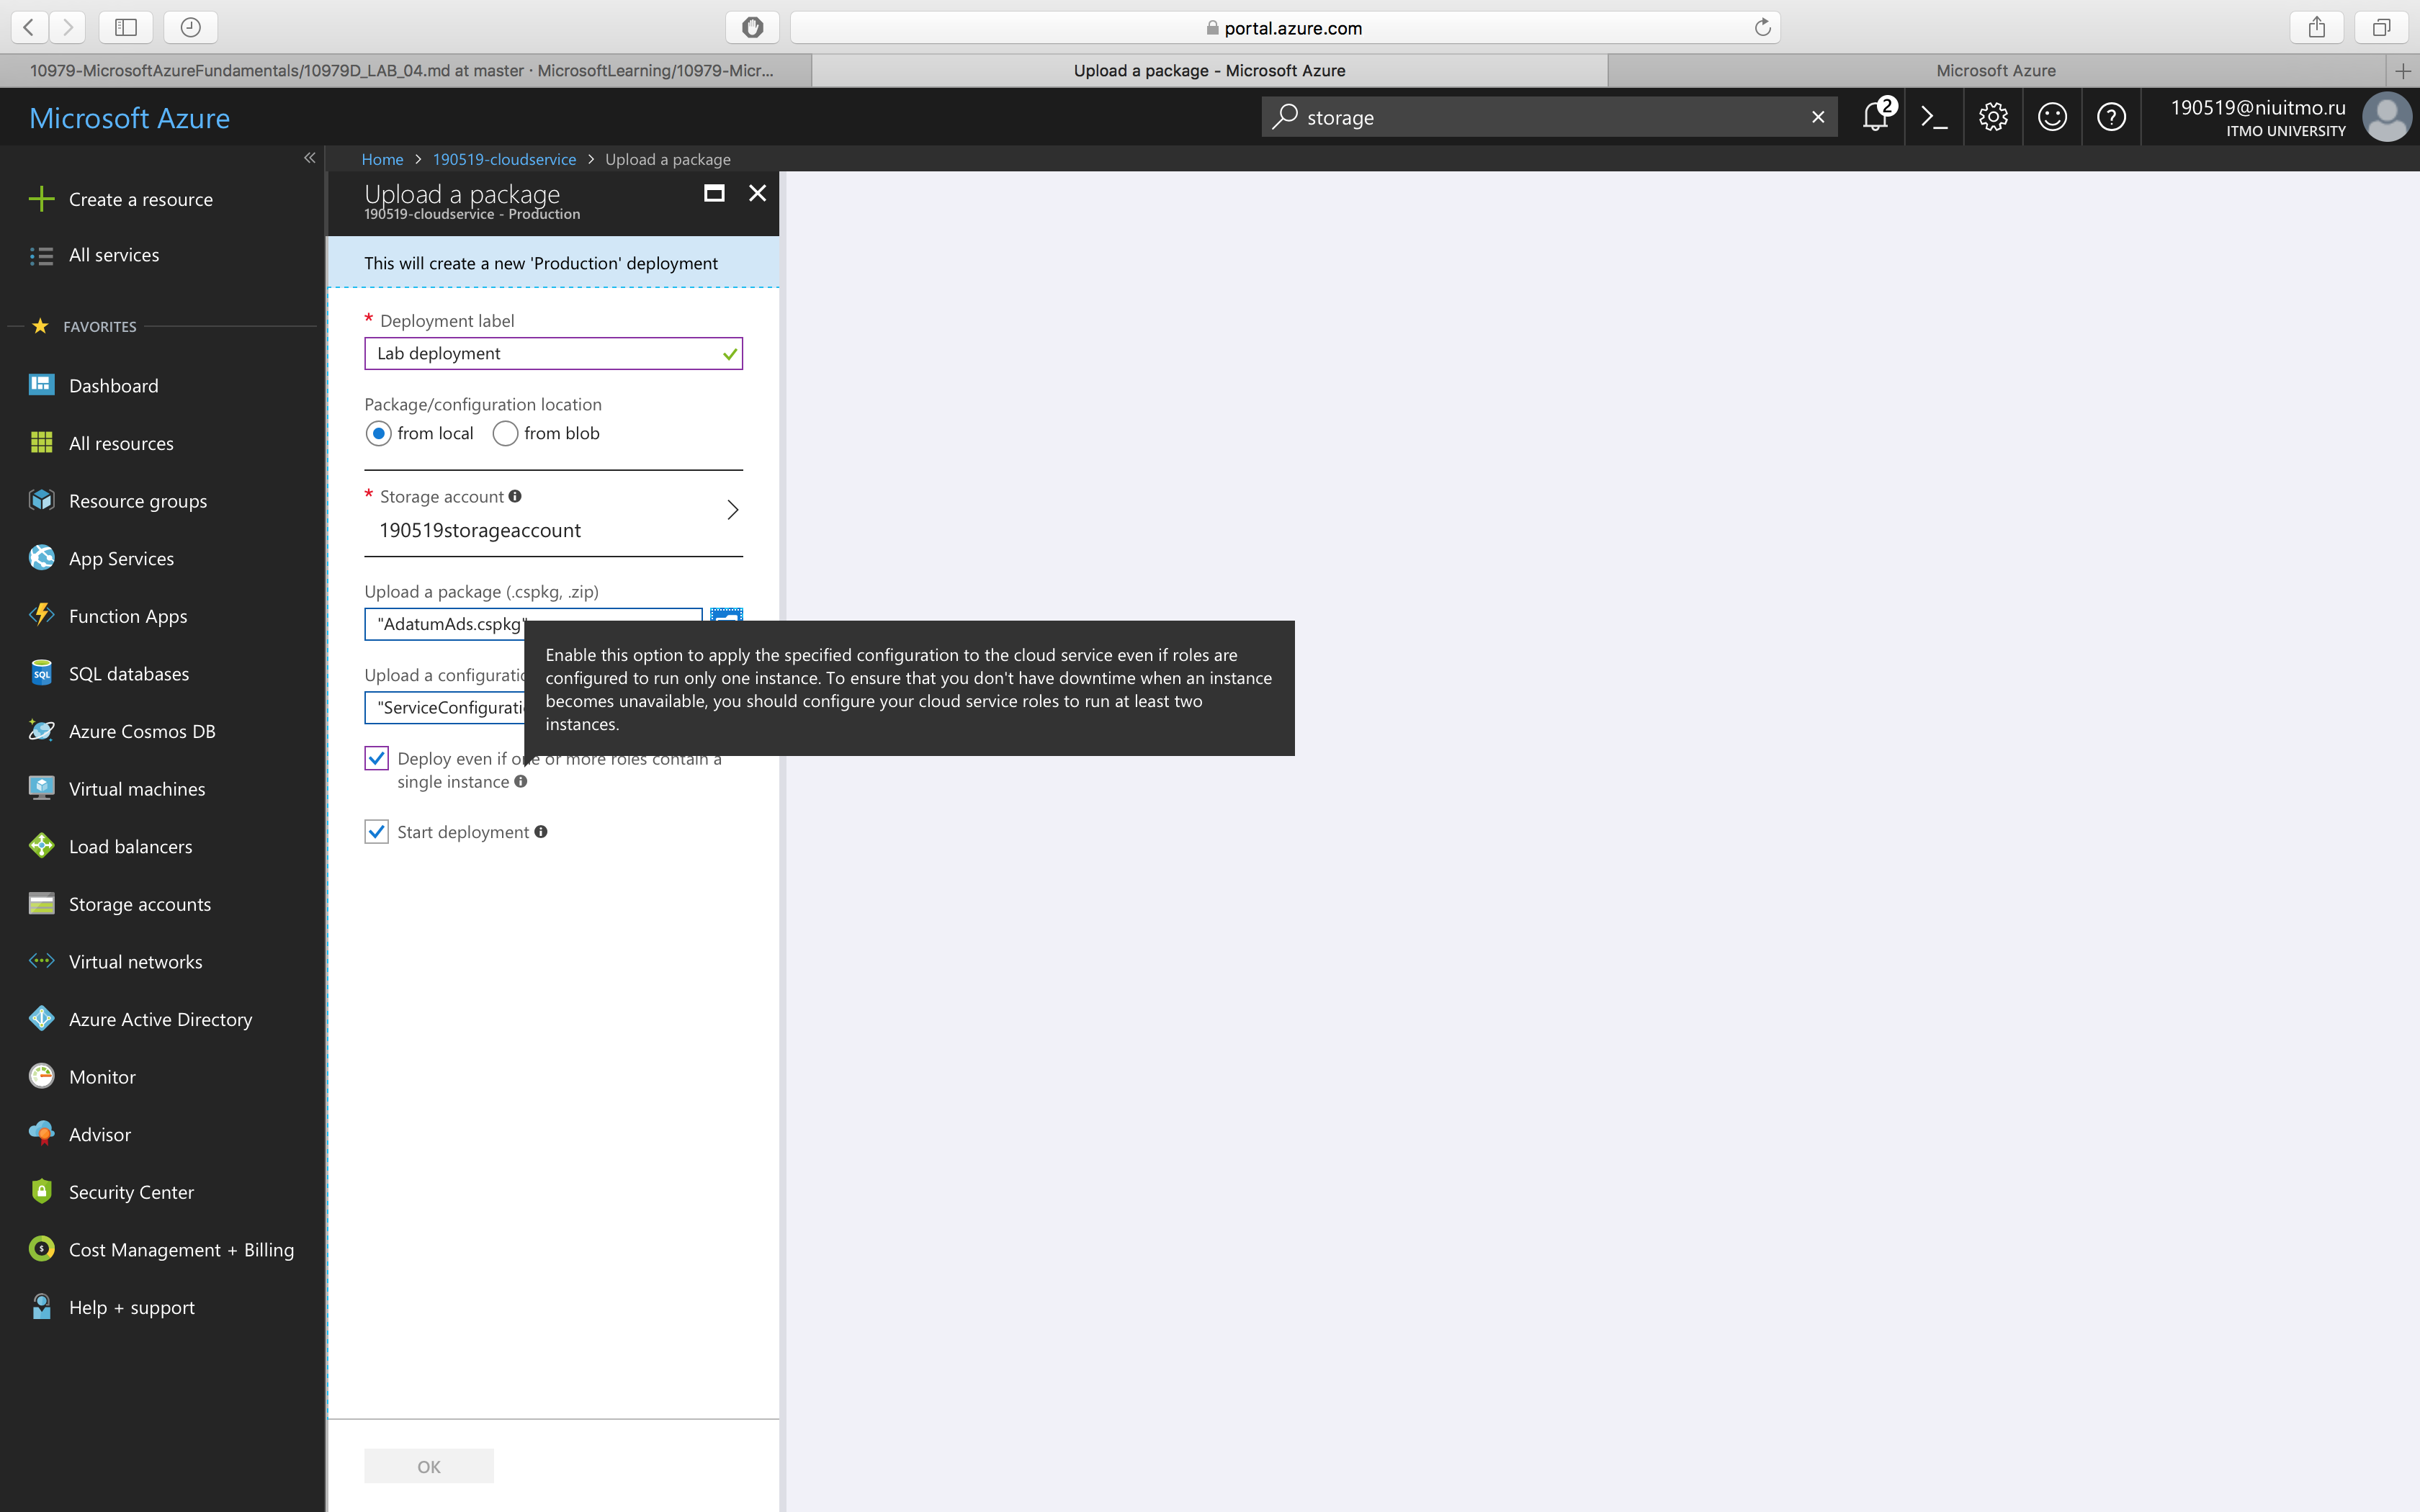 portal.azure.com
10979-MicrosoftAzureFundamentals/10979D_LAB_04.md at master · MicrosoftLearning/10979-Micr...
Upload a package - Microsoft Azure
Microsoft Azure
Microsoft Azure
storage
2
190519@niuitmo.ru
ITMO UNIVERSITY
Home > 190519-cloudservice > Upload a package
Create a resource
All services
FAVORITES
Dashboard
All resources
Resource groups
App Services
Function Apps
SQL databases
Azure Cosmos DB
Virtual machines
Load balancers
Storage accounts
Virtual networks
Azure Active Directory
Monitor
Advisor
Security Center
Cost Management + Billing
Help + support
Upload a package
190519-cloudservice - Production
This will create a new 'Production' deployment
* Deployment label
Lab deployment
Package/configuration location
from local
from blob
* Storage account
190519storageaccount
Upload a package (.cspkg, .zip)
"AdatumAds.cspkg"
Upload a configuratio
"ServiceConfigurati
Enable this option to apply the specified configuration to the cloud service even if roles are
configured to run only one instance. To ensure that you don't have downtime when an instance
becomes unavailable, you should configure your cloud service roles to run at least two
instances.
Deploy even if one or more roles contain a
single instance
Start deployment
OK